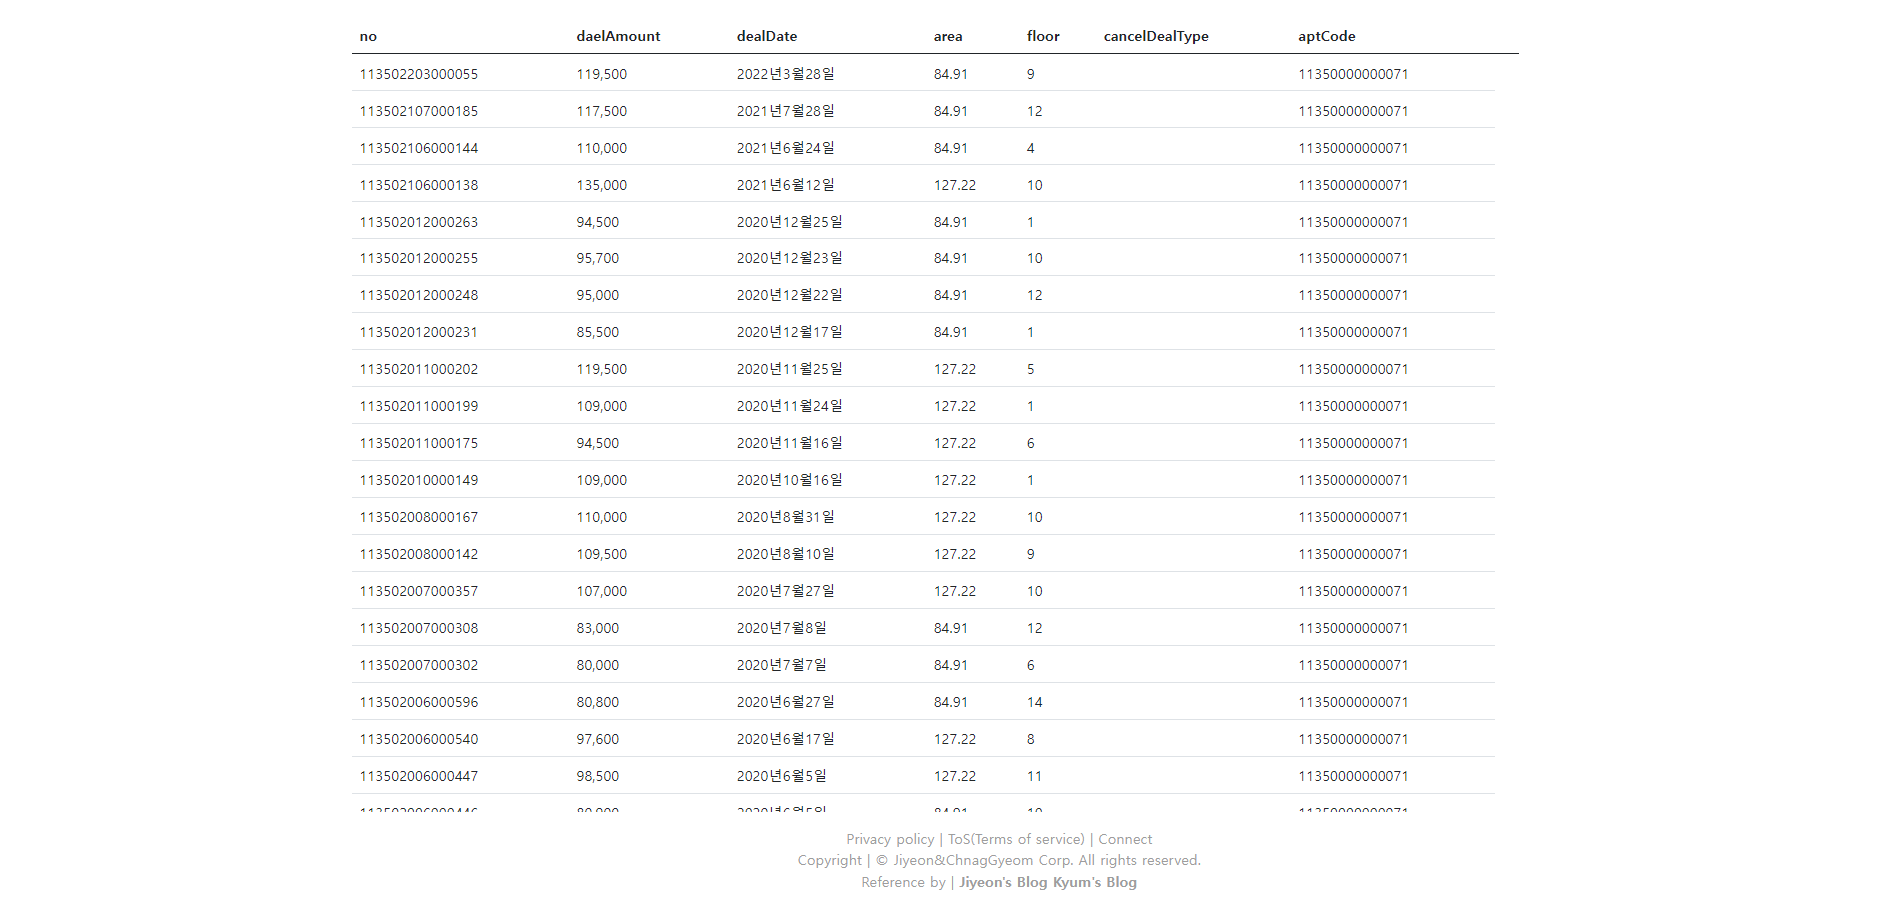 no daelAmount dealDate area floor cancelDealType aptCode
113502203000055 119,500 2022년3월28일 84.91 9 11350000000071
113502107000185 117,500 2021년7월28일 84.91 12 11350000000071
113502106000144 110,000 2021년6월24일 84.91 4 11350000000071
113502106000138 135,000 2021년6월12일 127.22 10 11350000000071
113502012000263 94,500 2020년12월25일 84.91 1 11350000000071
113502012000255 95,700 2020년12월23일 84.91 10 11350000000071
113502012000248 95,000 2020년12월22일 84.91 12 11350000000071
113502012000231 85,500 2020년12월17일 84.91 1 11350000000071
113502011000202 119,500 2020년11월25일 127.22 5 11350000000071
113502011000199 109,000 2020년11월24일 127.22 1 11350000000071
113502011000175 94,500 2020년11월16일 127.22 6 11350000000071
113502010000149 109,000 2020년10월16일 127.22 1 11350000000071
113502008000167 110,000 2020년8월31일 127.22 10 11350000000071
113502008000142 109,500 2020년8월10일 127.22 9 11350000000071
113502007000357 107,000 2020년7월27일 127.22 10 11350000000071
113502007000308 83,000 2020년7월8일 84.91 12 11350000000071
113502007000302 80,000 2020년7월7일 84.91 6 11350000000071
113502006000596 80,800 2020년6월27일 84.91 14 11350000000071
113502006000540 97,600 2020년6월17일 127.22 8 11350000000071
113502006000447 98,500 2020년6월5일 127.22 11 11350000000071
Privacy policy | ToS(Terms of service) | Connect
Copyright | © Jiyeon&ChnagGyeom Corp. All rights reserved.
Reference by | Jiyeon's Blog Kyum's Blog